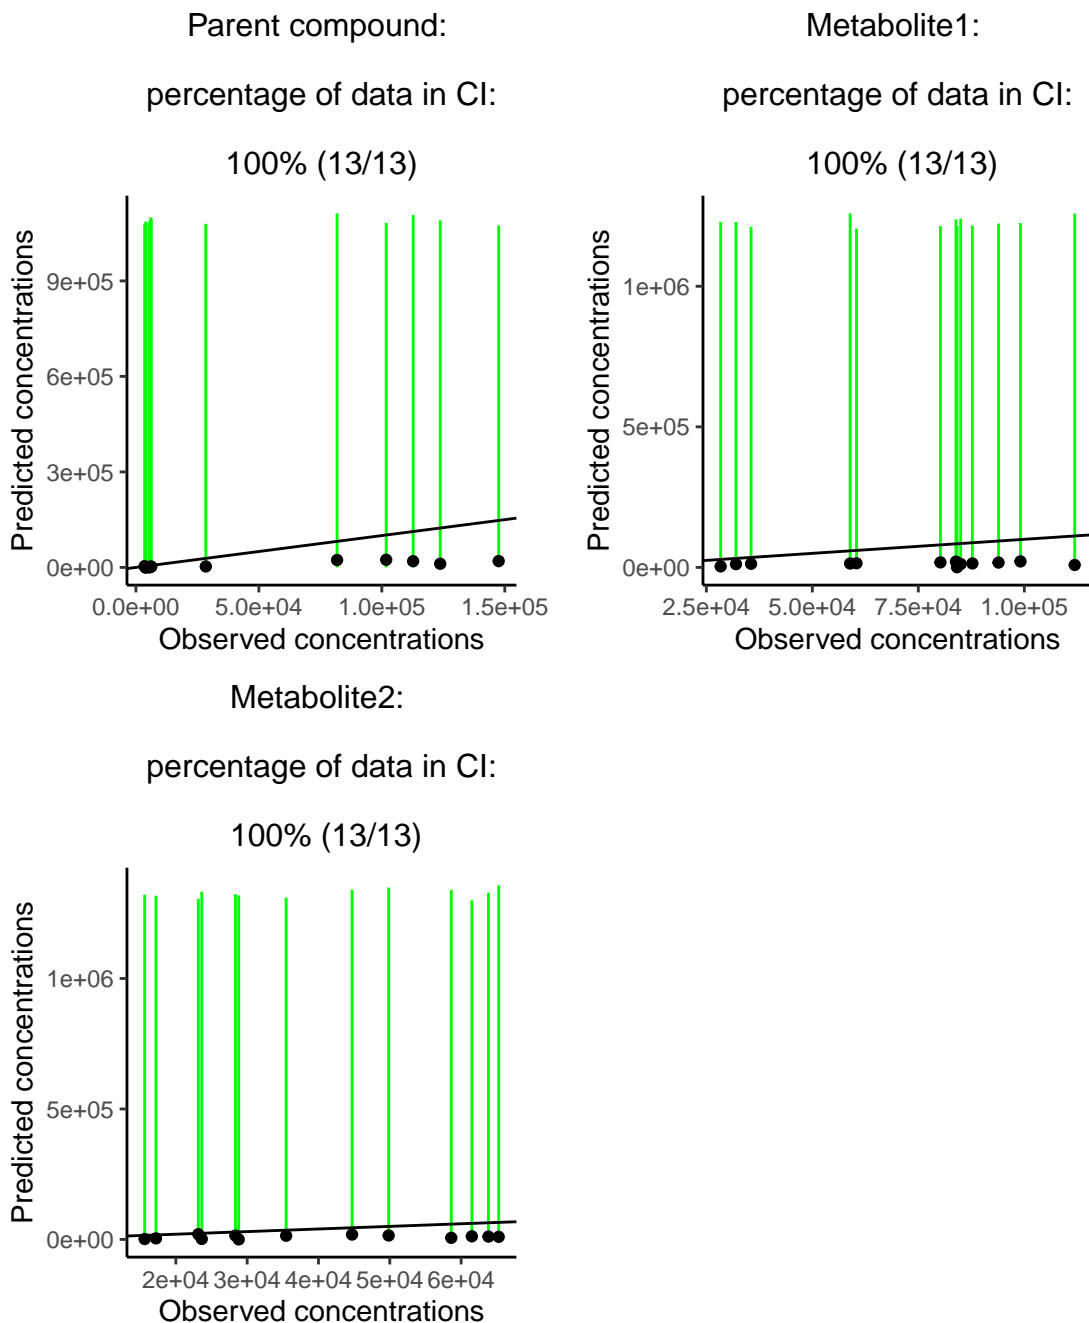 Parent compound:
percentage of data in CI:
100% (13/13)
Predicted concentrations
9e+05
6e+05
3e+05
0e+00
0.0e+00 5.0e+04 1.0e+05 1.5e+05
Observed concentrations
Metabolite1:
percentage of data in CI:
100% (13/13)
Predicted concentrations
1e+06
5e+05
0e+00
2.5e+04 5.0e+04 7.5e+04 1.0e+05
Observed concentrations
Metabolite2:
percentage of data in CI:
100% (13/13)
Predicted concentrations
1e+06
5e+05
0e+00
2e+04 3e+04 4e+04 5e+04 6e+04
Observed concentrations